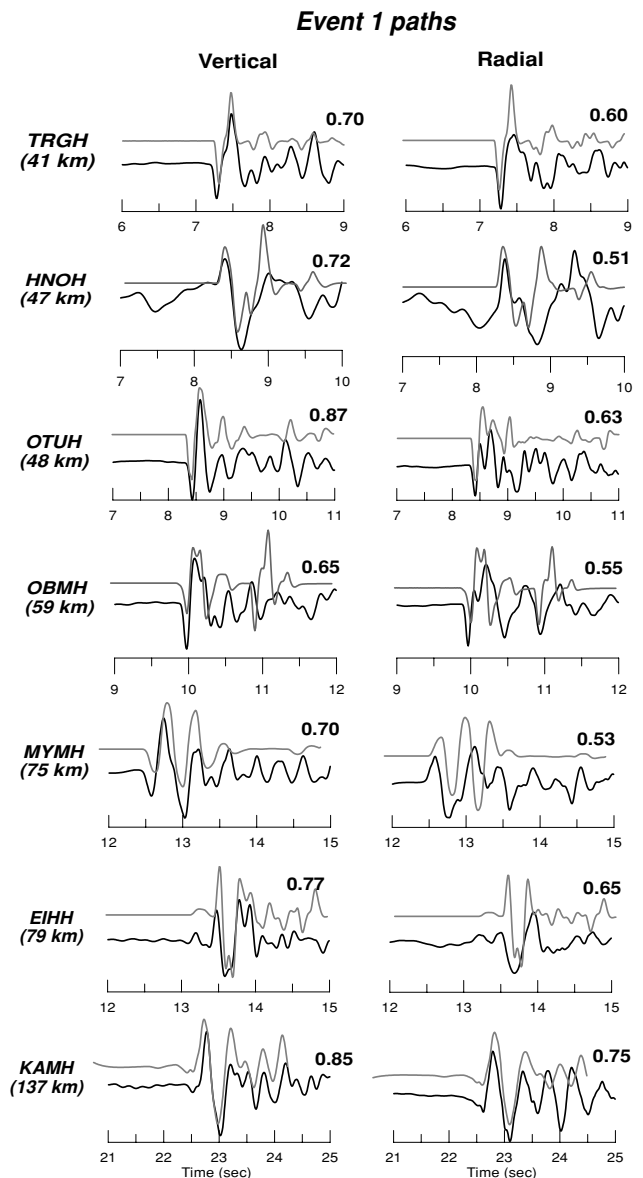 Event 1 paths
Vertical Radial
TRGH
(41 km)
0.70 0.60
6 7 8 9 6 7 8 9
HNOH
(47 km)
0.72 0.51
7 8 9 10 7 8 9 10
OTUH
(48 km)
0.87 0.63
7 8 9 10 11 7 8 9 10 11
OBMH
(59 km)
0.65 0.55
9 10 11 12 9 10 11 12
MYMH
(75 km)
0.70 0.53
12 13 14 15 12 13 14 15
EIHH
(79 km)
0.77 0.65
12 13 14 15 12 13 14 15
KAMH
(137 km)
0.85 0.75
21 22 23 24 25 21 22 23 24 25
Time (sec) Time (sec)